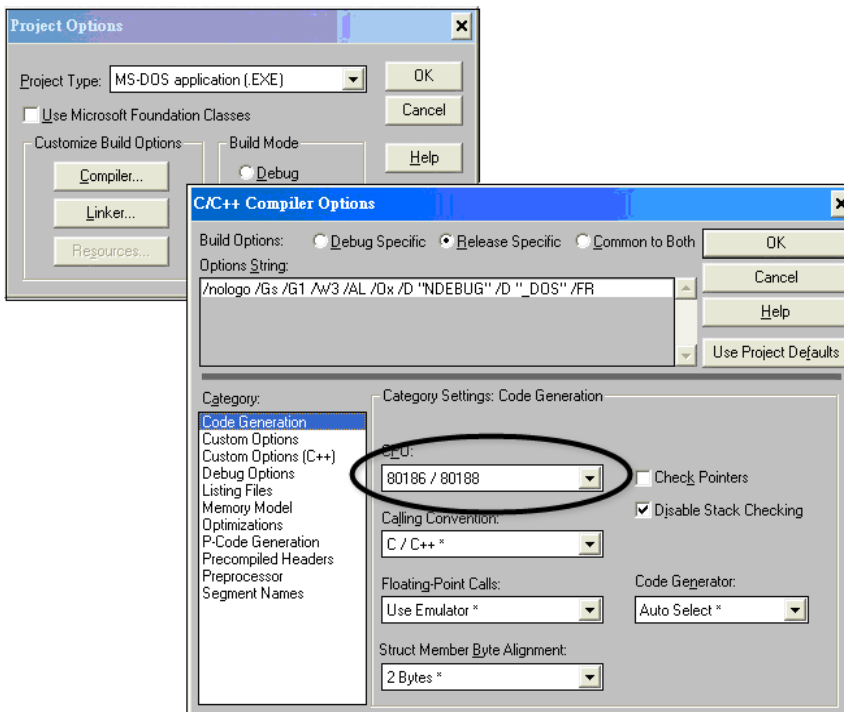 Project Options
Project Type: MS-DOS application (.EXE)
OK
Use Microsoft Foundation Classes
Cancel
Customize Build Options
Build Mode
Help
Compiler...
Debug
Linker...
Resources...
C/C++ Compiler Options
Build Options: Debug Specific Release Specific Common to Both
OK
Options String:
Cancel
/nologo /Gs /G1 /W3 /AL /Ox /D "NDEBUG" /D "_DOS" /FR
Help
Use Project Defaults
Category:
Category Settings: Code Generation
Code Generation
Custom Options
Custom Options (C++)
Debug Options
Listing Files
Memory Model
Optimizations
P-Code Generation
Precompiled Headers
Preprocessor
Segment Names
CPU:
80186 / 80188
Check Pointers
Disable Stack Checking
Calling Convention:
C / C++ *
Floating-Point Calls:
Code Generator:
Use Emulator *
Auto Select *
Struct Member Byte Alignment:
2 Bytes *